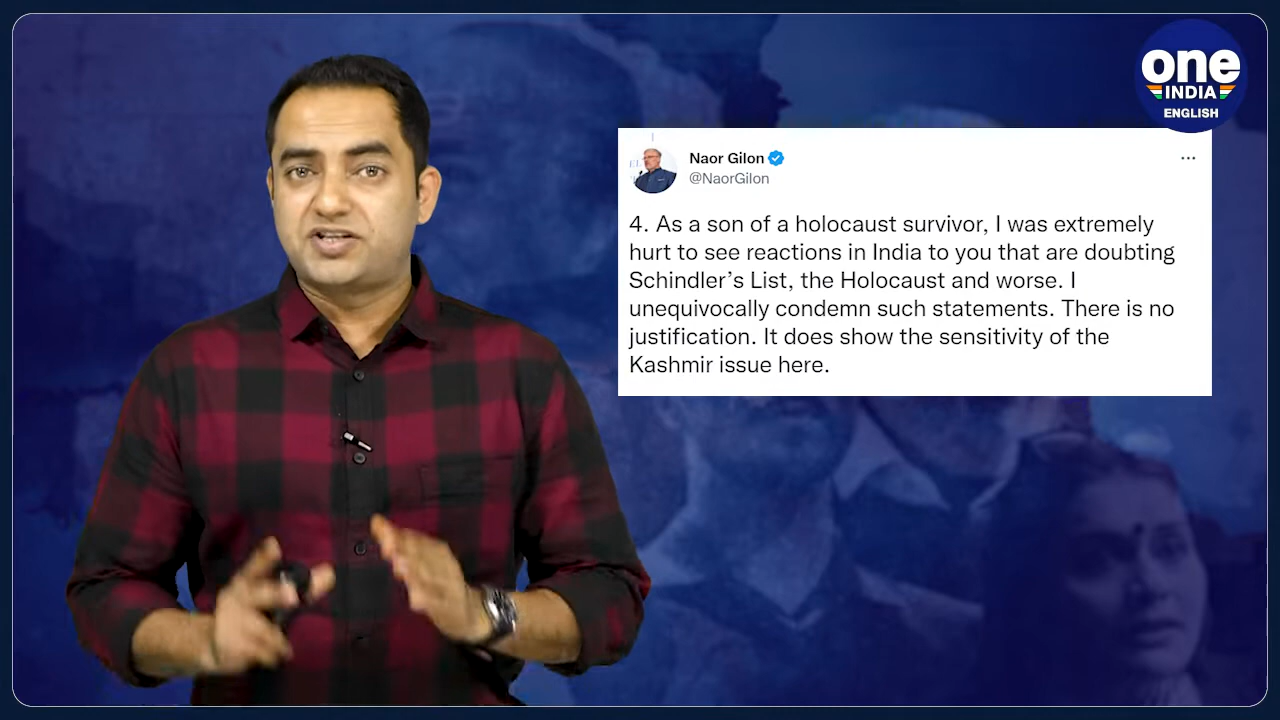 one
INDIA
ENGLISH
Naor Gilon
@NaorGilon
4. As a son of a holocaust survivor, I was extremely
hurt to see reactions in India to you that are doubting
Schindler’s List, the Holocaust and worse. I
unequivocally condemn such statements. There is no
justification. It does show the sensitivity of the
Kashmir issue here.